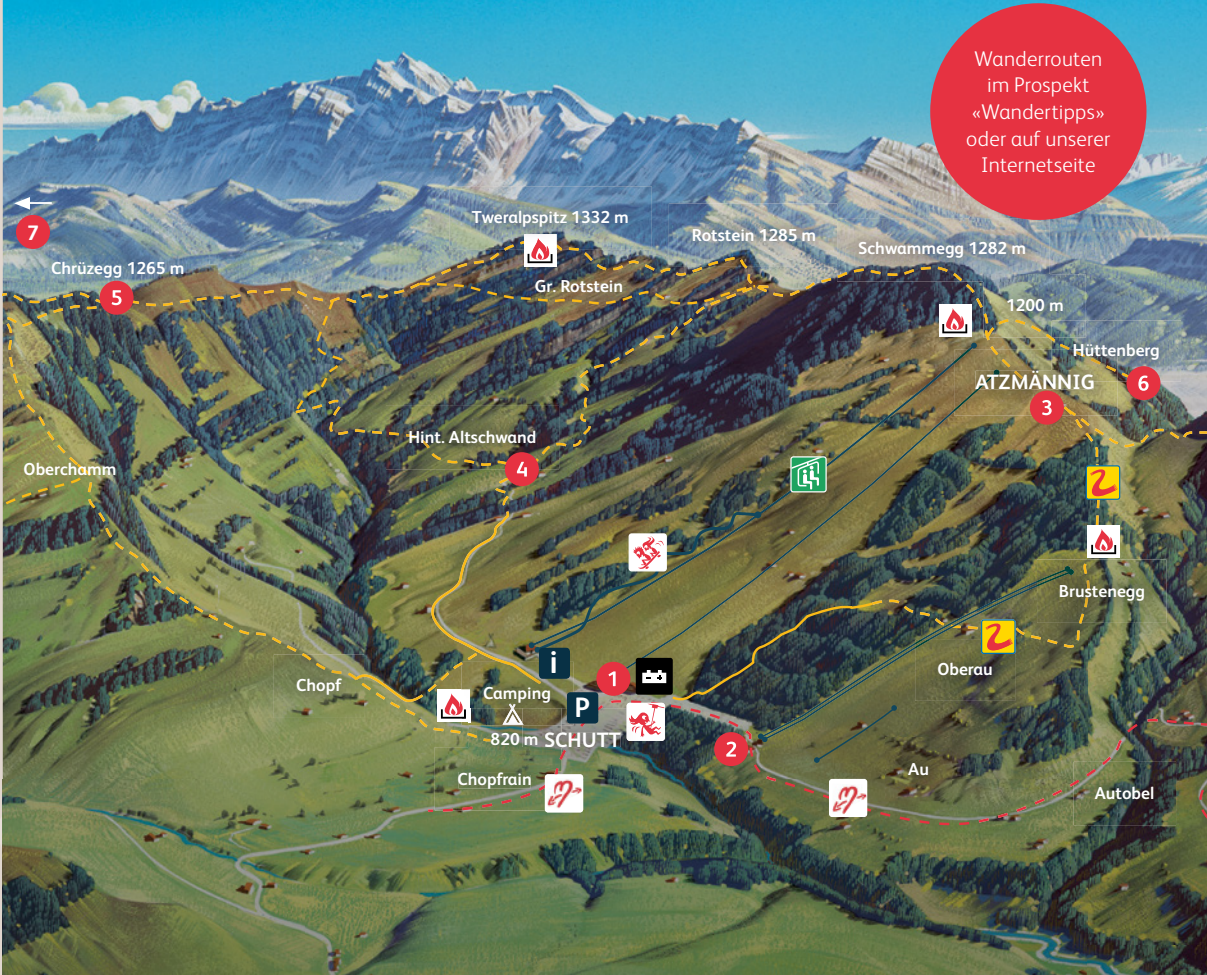 Wanderrouten
im Prospekt
«Wandertipps»
oder auf unserer
Internetseite
7
Tweralpspitz 1332 m
Rotstein 1285 m
Schwammegg 1282 m
Chrüzegg 1265 m
5
Gr. Rotstein
1200 m
Hüttenberg
6
ATZMÄNNIG
3
Hint. Altschwand
4
Oberchamm
Brustenegg
i
Oberau
1
Chopf
Camping
P
820 m SCHUTT
2
Chopfrain
Au
Autobel